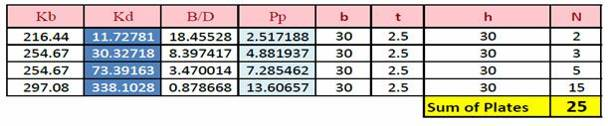 Kb Kd B/D Pp b t h N
216.44 11.72781 18.45528 2.517188 30 2.5 30 2
254.67 30.32718 8.397417 4.881937 30 2.5 30 3
254.67 73.39163 3.470014 7.285462 30 2.5 30 5
297.08 338.1028 0.878668 13.60657 30 2.5 30 15
Sum of Plates 25